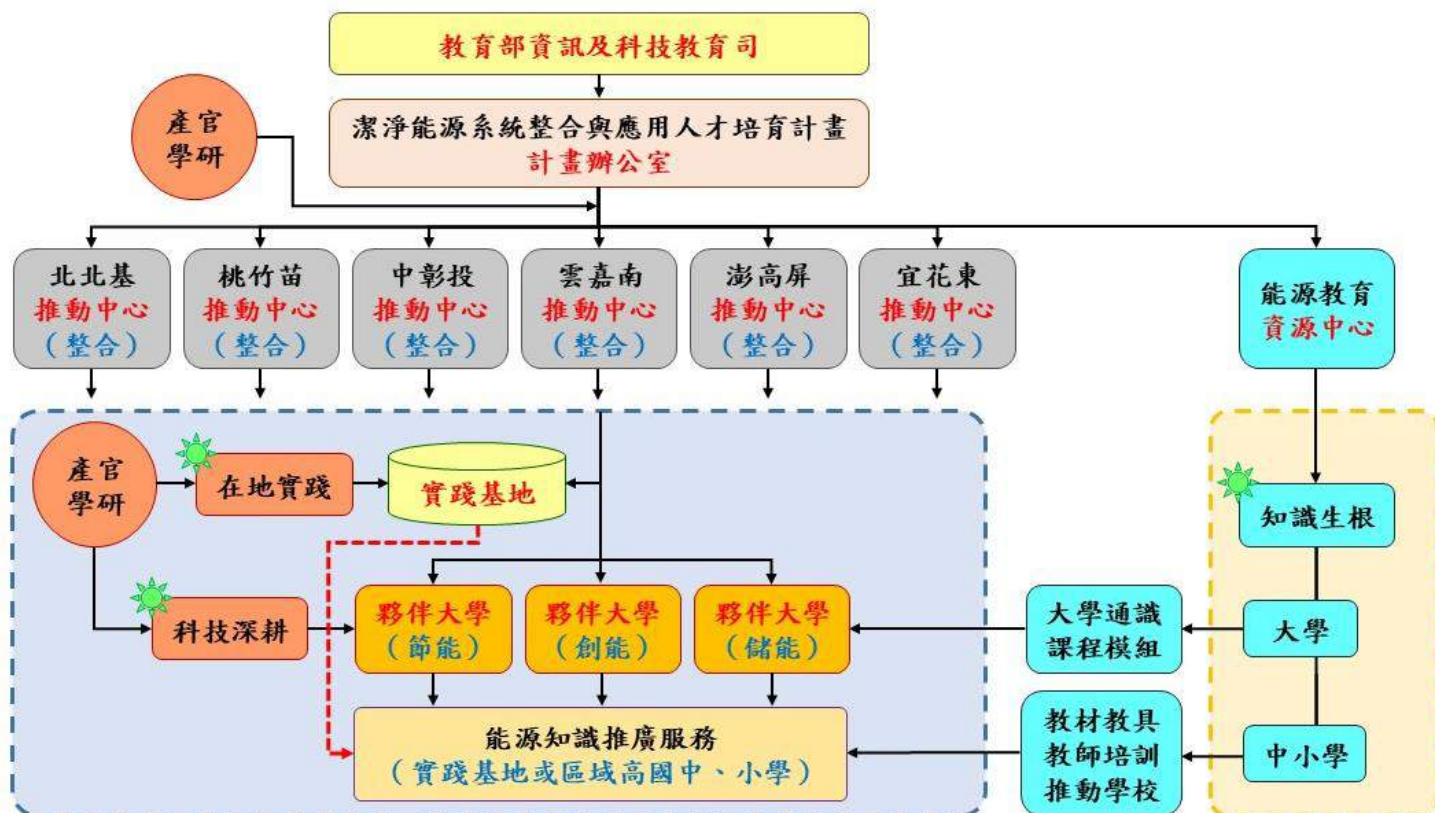 教育部資訊及科技教育司
產官
學研
潔淨能源系統整合與應用人才培育計畫
計畫辦公室
北北基
推動中心
（整合）
桃竹苗
推動中心
（整合）
中彰投
推動中心
（整合）
雲嘉南
推動中心
（整合）
澎高屏
推動中心
（整合）
宜花東
推動中心
（整合）
能源教育
資源中心
產官
學研
在地實踐
實踐基地
知識生根
科技深耕
夥伴大學
（節能）
夥伴大學
（創能）
夥伴大學
（儲能）
大學通識
課程模組
大學
能源知識推廣服務
（實踐基地或區域高國中、小學）
教材教具
教師培訓
推動學校
中小學